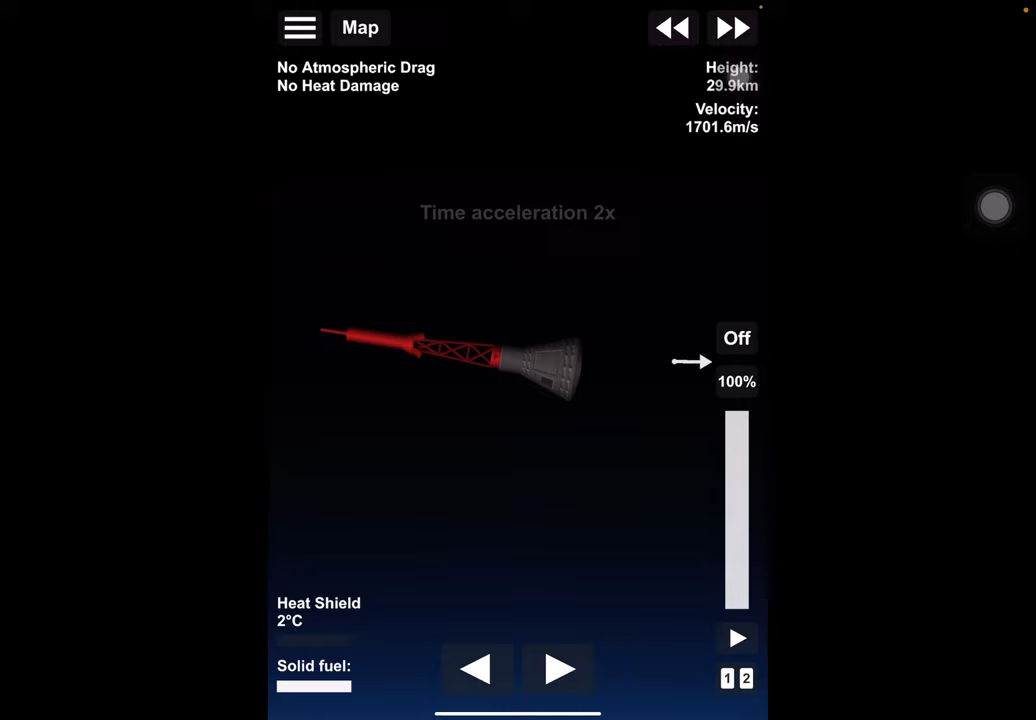 Map
No Atmospheric Drag
No Heat Damage
Height:
29.9km
Velocity:
1701.6m/s
Time acceleration 2x
Off
100%
Heat Shield
2°C
Solid fuel:
1 2